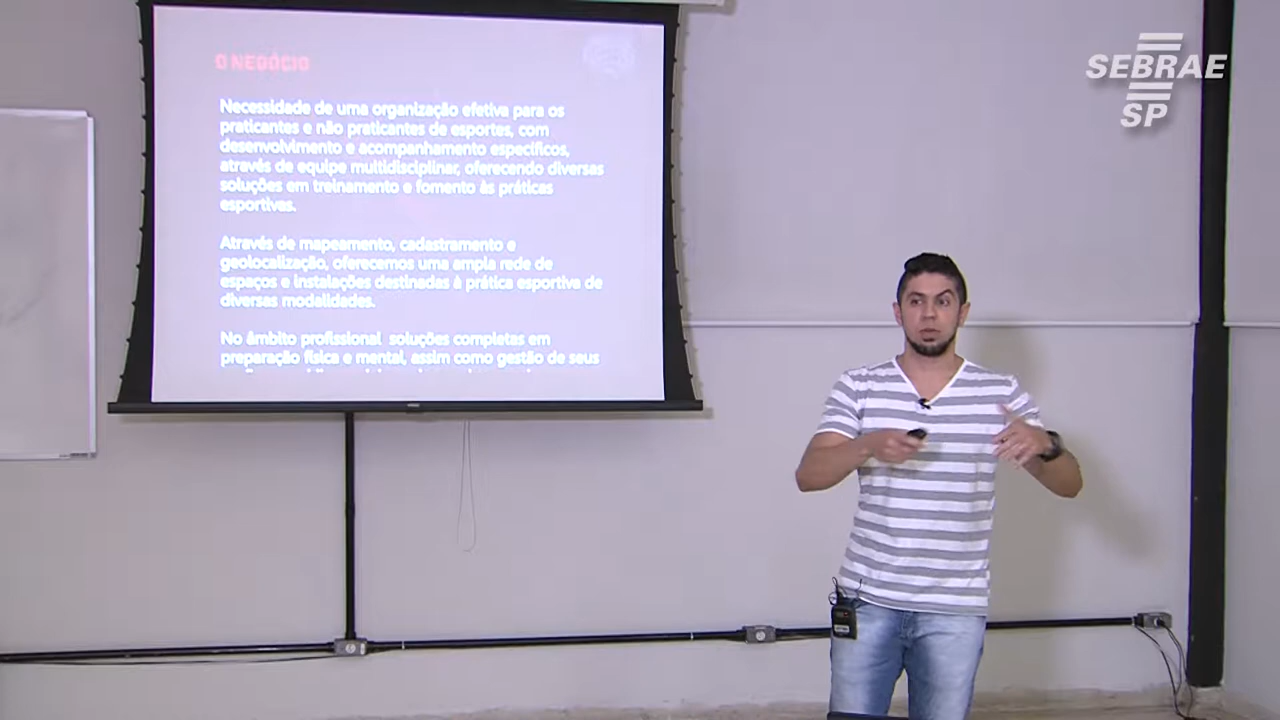 O NEGÓCIO
SEBRAE
SP
Necessidade de uma organização efetiva para os
praticantes e não praticantes de esportes, com
desenvolvimento e acompanhamento específicos,
através de equipe multidisciplinar, oferecendo diversas
soluções em treinamento e fomento às práticas
esportivas.
Através de mapeamento, cadastramento e
geolocalização, oferecemos uma ampla rede de
espaços e instalações destinadas à prática esportiva de
diversas modalidades.
No âmbito profissional soluções completas em
preparação física e mental, assim como gestão de seus